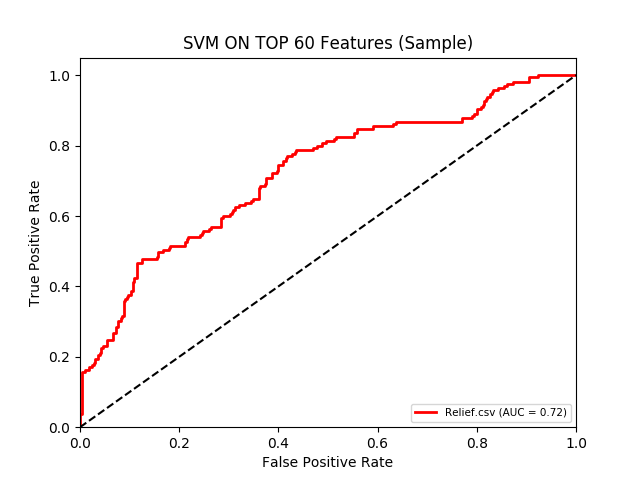 SVM ON TOP 60 Features (Sample)
1.0
0.8
0.6
0.4
0.2
0.0
True Positive Rate
Relief.csv (AUC = 0.72)
0.0 0.2 0.4 0.6 0.8 1.0
False Positive Rate